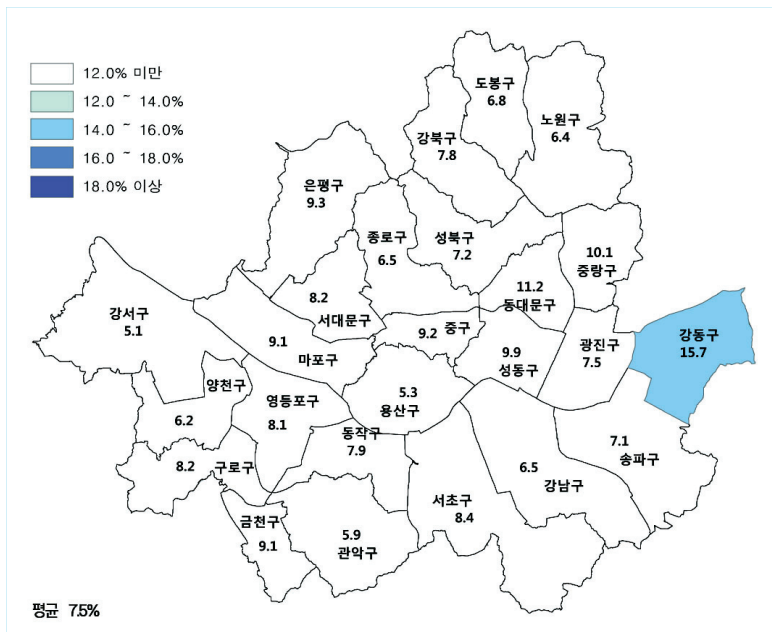 12.0% 미만
12.0 ~ 14.0%
14.0 ~ 16.0%
16.0 ~ 18.0%
18.0% 이상
도봉구
6.8
노원구
6.4
강북구
7.8
은평구
9.3
종로구
6.5
성북구
7.2
10.1
중랑구
11.2
동대문구
8.2
서대문구
강서구
5.1
9.1
마포구
9.2 중구
9.9
성동구
광진구
7.5
강동구
15.7
양천구
6.2
영등포구
8.1
5.3
용산구
동작구
7.9
7.1
송파구
6.5
강남구
8.2 구로구
서초구
8.4
금천구
9.1
5.9
관악구
평균 7.5%